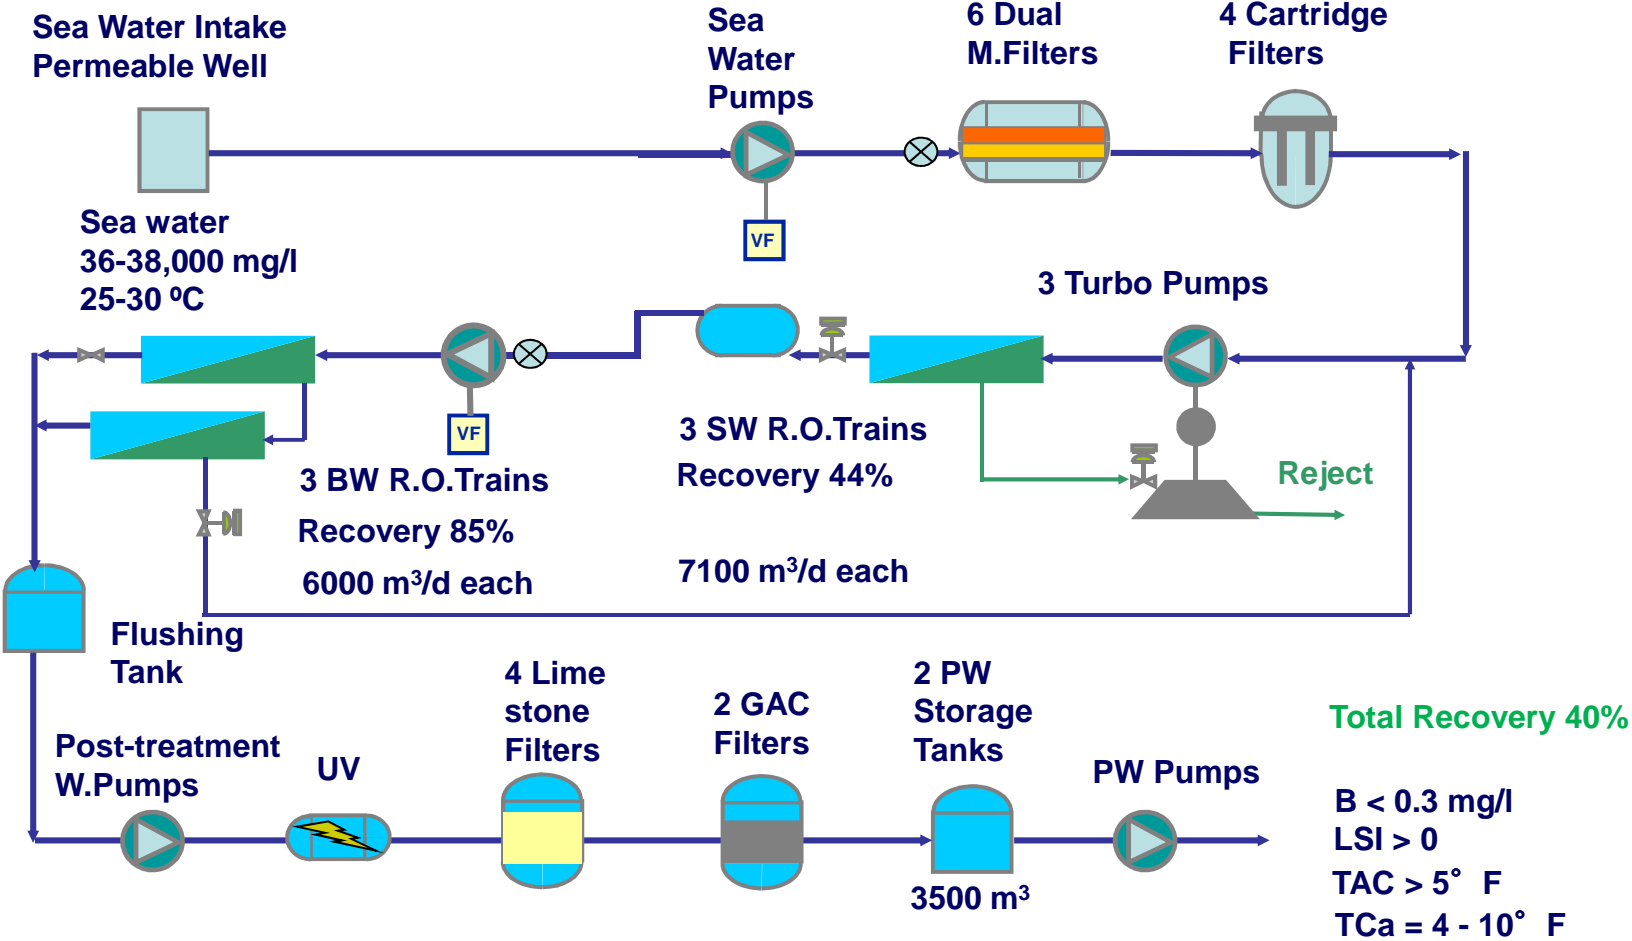 Sea Water Intake
Permeable Well
Sea
Water
Pumps
6 Dual
M.Filters
4 Cartridge
Filters
Sea water
36-38,000 mg/l
25-30 ºC
VF
3 Turbo Pumps
VF
3 SW R.O.Trains
Recovery 44%
7100 m³/d each
3 BW R.O.Trains
Recovery 85%
6000 m³/d each
Reject
Flushing
Tank
Post-treatment
W.Pumps
UV
4 Lime
stone
Filters
2 GAC
Filters
2 PW
Storage
Tanks
3500 m³
PW Pumps
Total Recovery 40%
B < 0.3 mg/l
LSI > 0
TAC > 5° F
TCa = 4 - 10° F